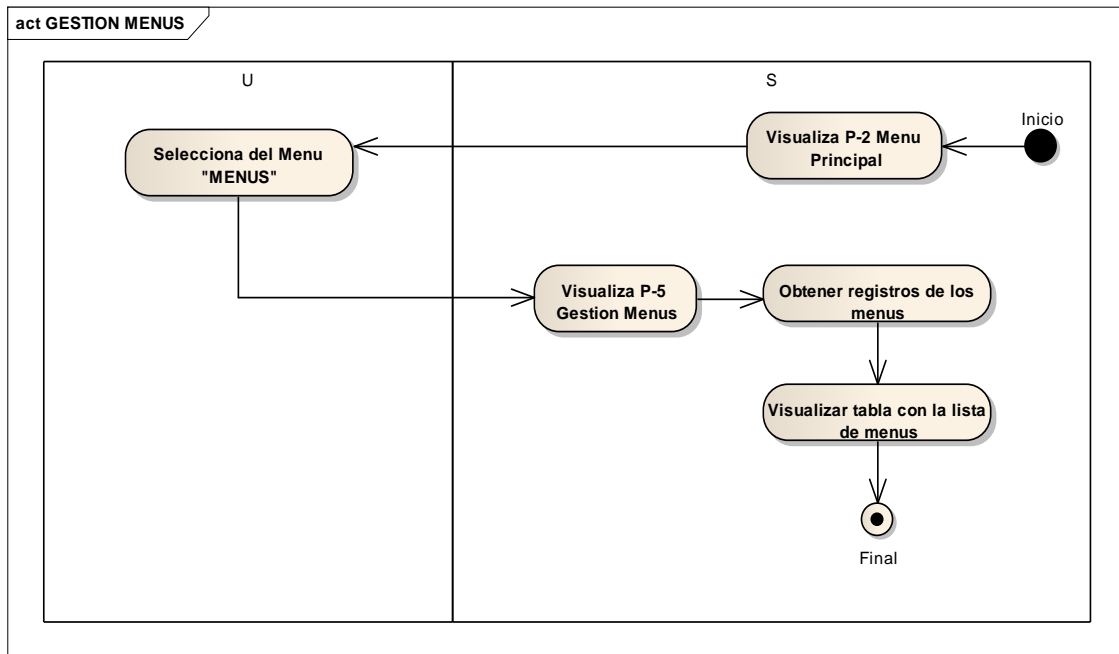 act GESTION MENUS
U
S
Inicio
Visualiza P-2 Menu
Principal
Selecciona del Menu
"MENUS"
Visualiza P-5
Gestion Menus
Obtener registros de los
menus
Visualizar tabla con la lista
de menus
Final